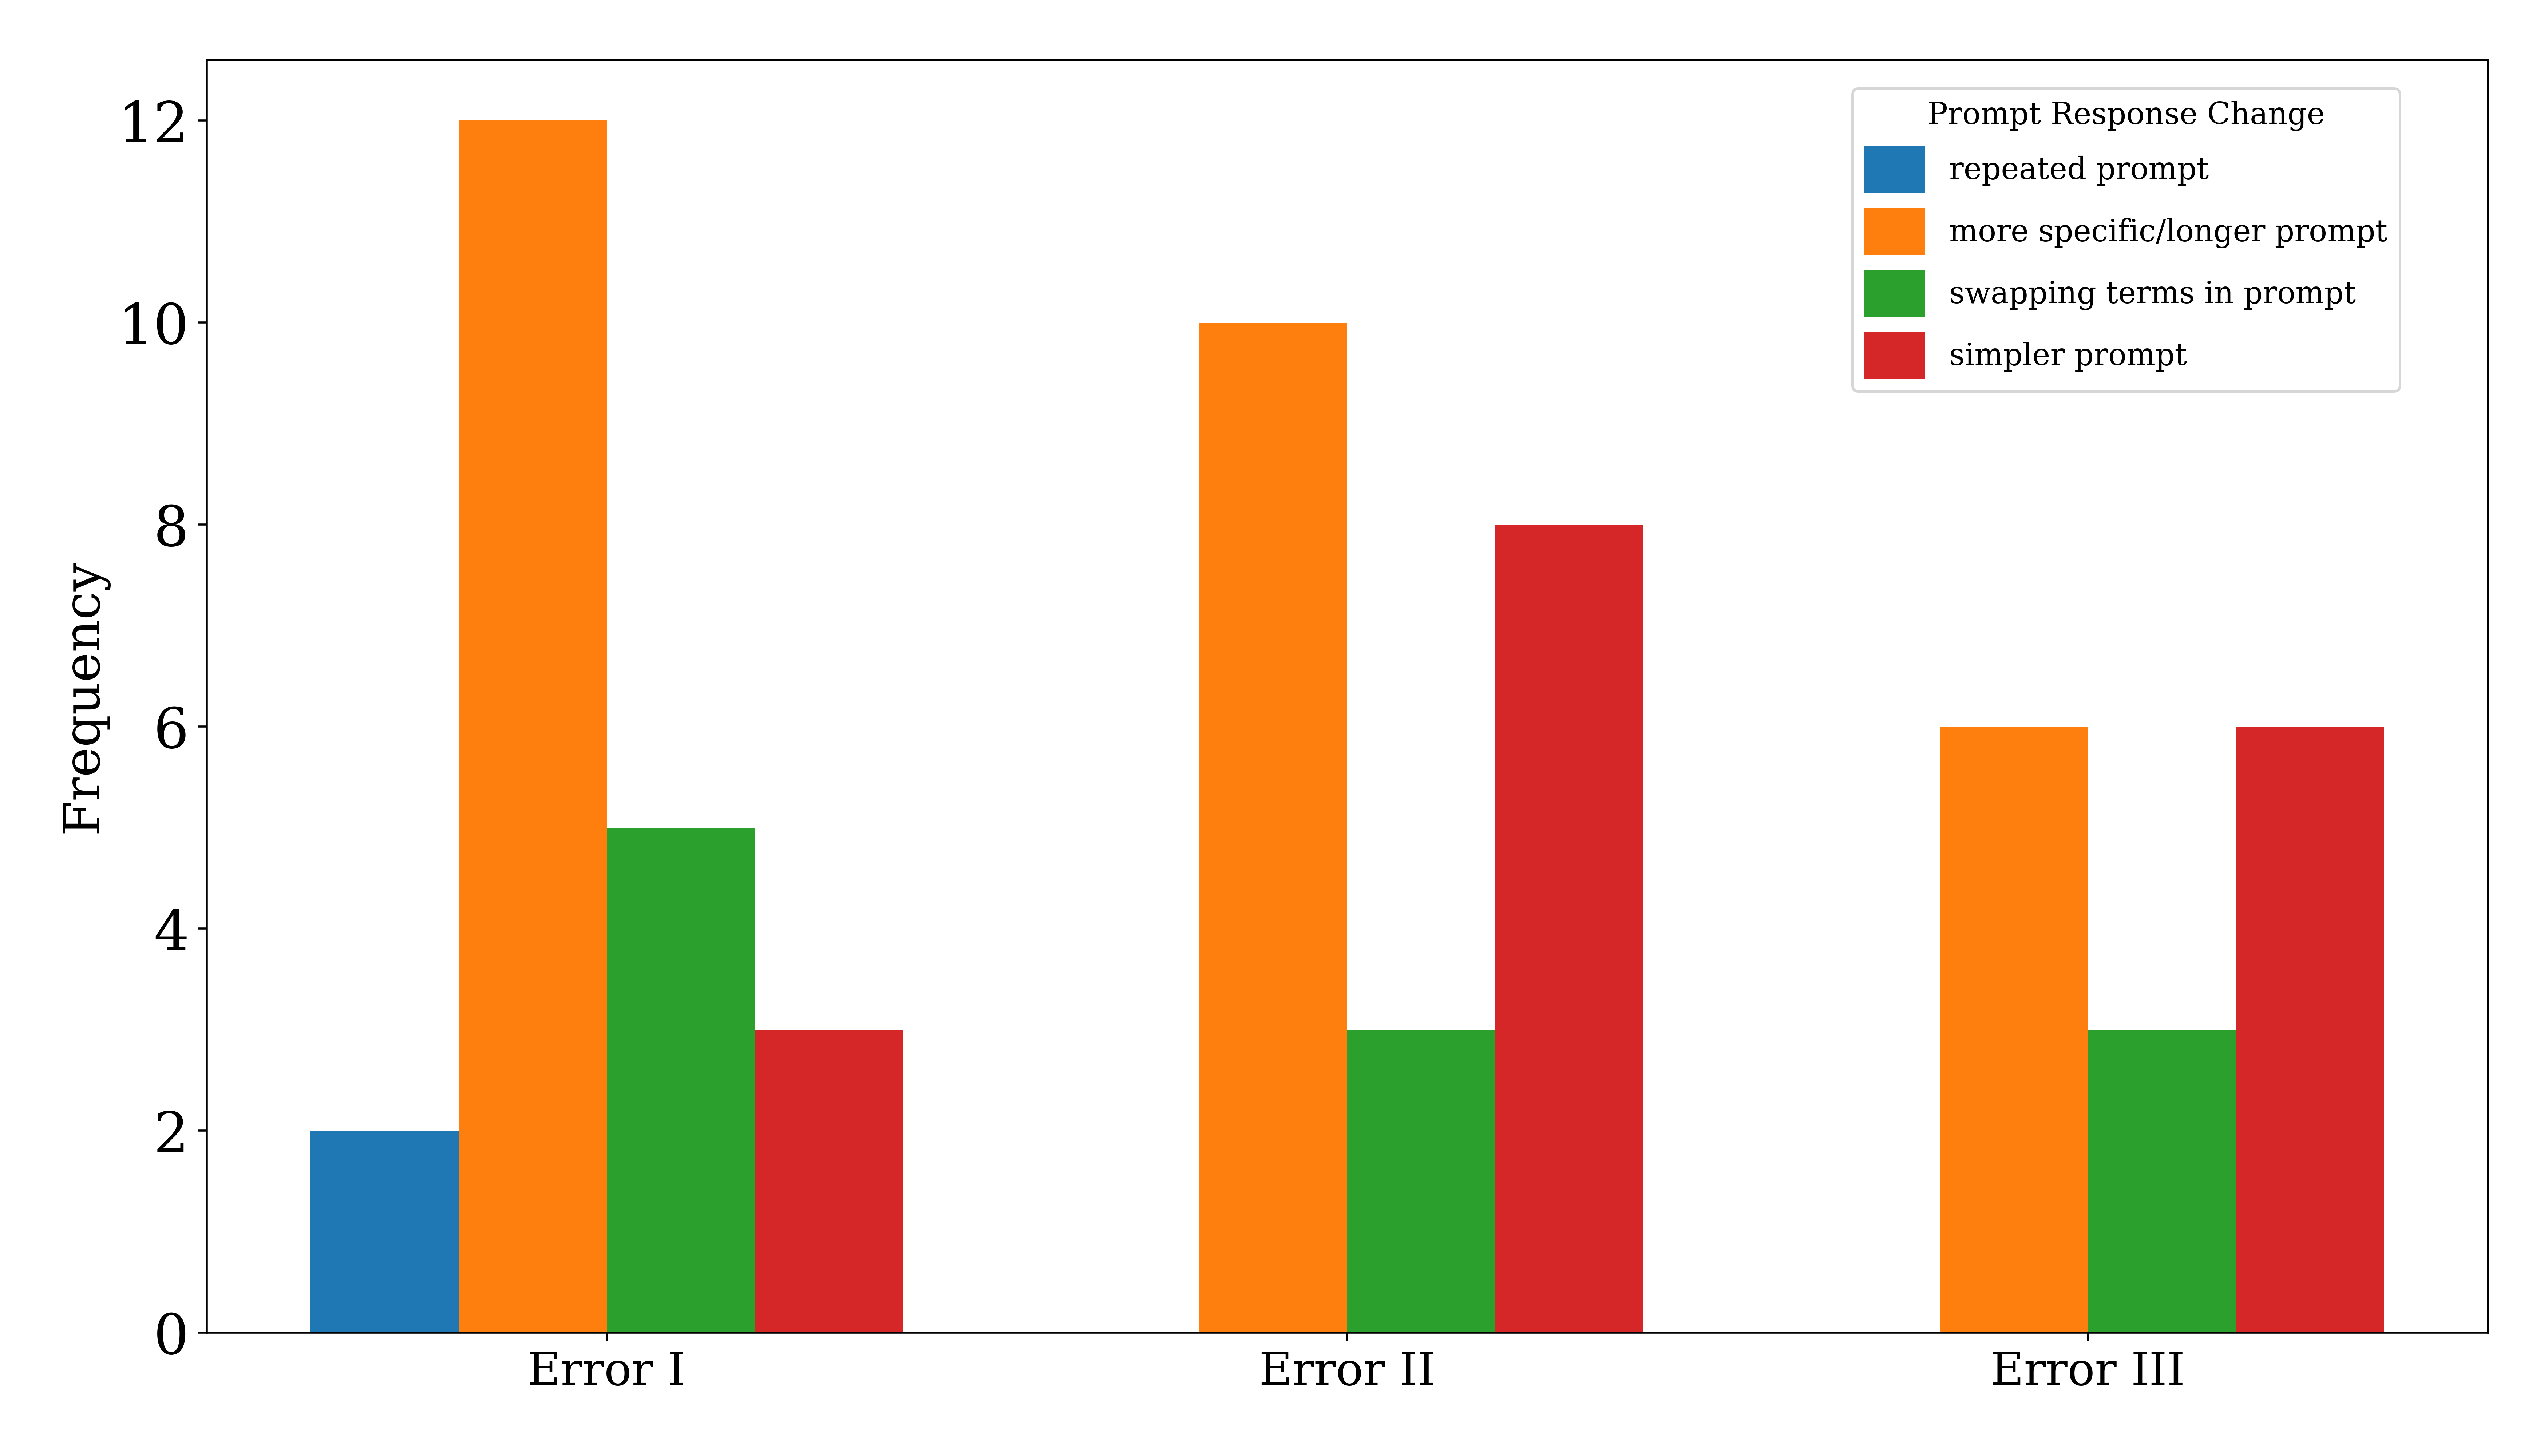 Prompt Response Change
repeated prompt
more specific/longer prompt
swapping terms in prompt
simpler prompt
Frequency
12
10
8
6
4
2
0
Error I
Error II
Error III